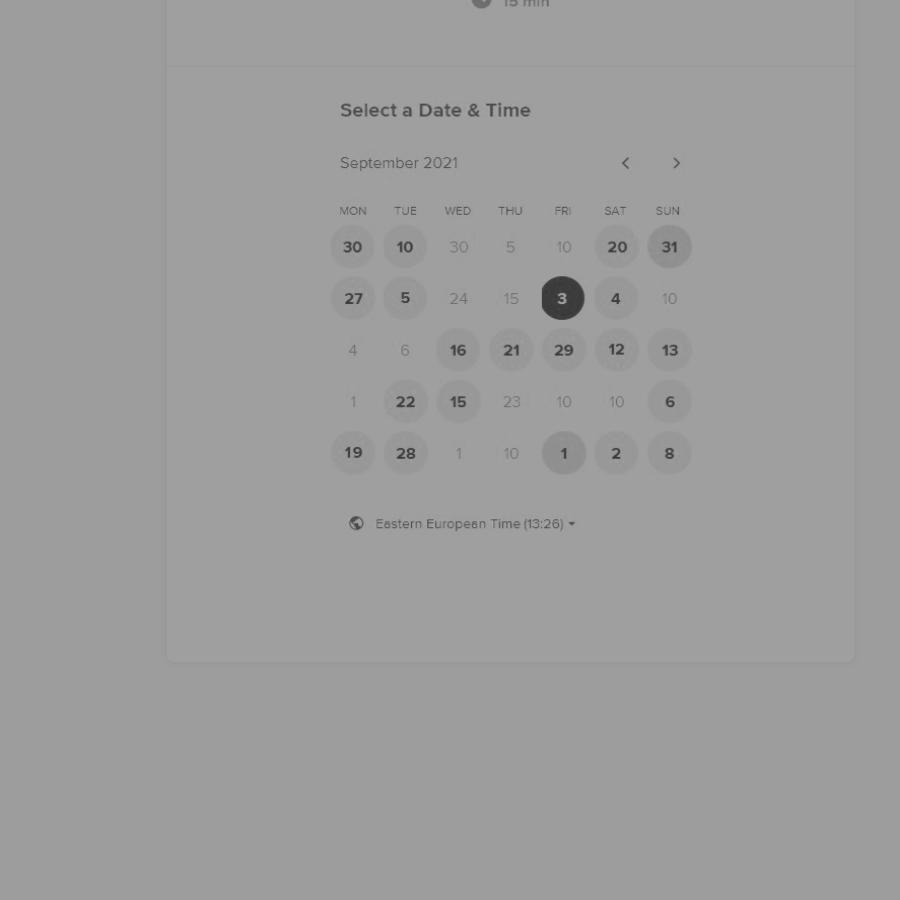 15 min
Select a Date & Time
September 2021
MON TUE WED THU FRI SAT SUN
30 10 30 5 10 20 31
27 5 24 15 3 4 10
4 6 16 21 29 12 13
1 22 15 23 10 10 6
19 28 1 10 1 2 8
Eastern European Time (13:26)